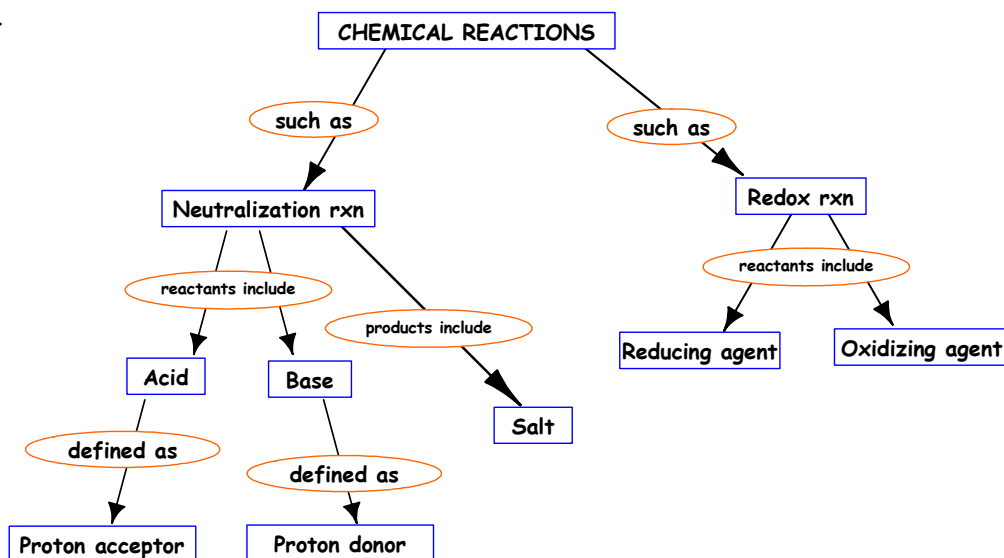 CHEMICAL REACTIONS
such as
such as
Neutralization rxn
Redox rxn
reactants include
reactants include
products include
Reducing agent
Oxidizing agent
Acid
Base
Salt
defined as
defined as
Proton acceptor
Proton donor